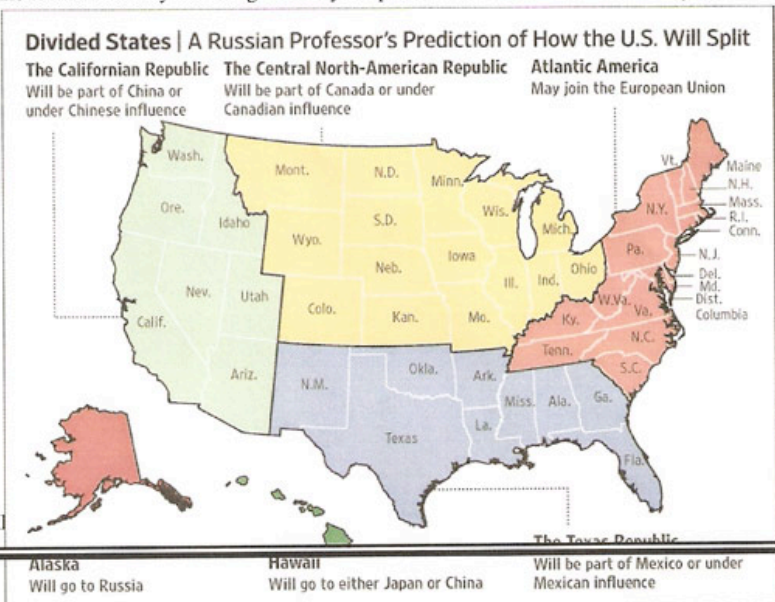 Divided States | A Russian Professor's Prediction of How the U.S. Will Split
The Californian Republic
Will be part of China or
under Chinese influence
The Central North-American Republic
Will be part of Canada or under
Canadian influence
Atlantic America
May join the European Union
Wash.
Ore.
Idaho
Nev.
Utah
Calif.
Ariz.
Mont.
N.D.
Minn.
Wyo.
S.D.
Wis.
Mich.
Neb.
Iowa
Ill.
Ind.
Ohio
Colo.
Kan.
Mo.
N.M.
Okla.
Ark.
Texas
La.
Miss.
Ala.
Ga.
Fla.
Vt.
Maine
N.H.
Mass.
R.I.
Conn.
N.Y.
Pa.
N.J.
Del.
Md.
Dist.
Columbia
W.Va.
Va.
Ky.
Tenn.
N.C.
S.C.
Alaska
Will go to Russia
Hawaii
Will go to either Japan or China
The Texas Republic
Will be part of Mexico or under
Mexican influence